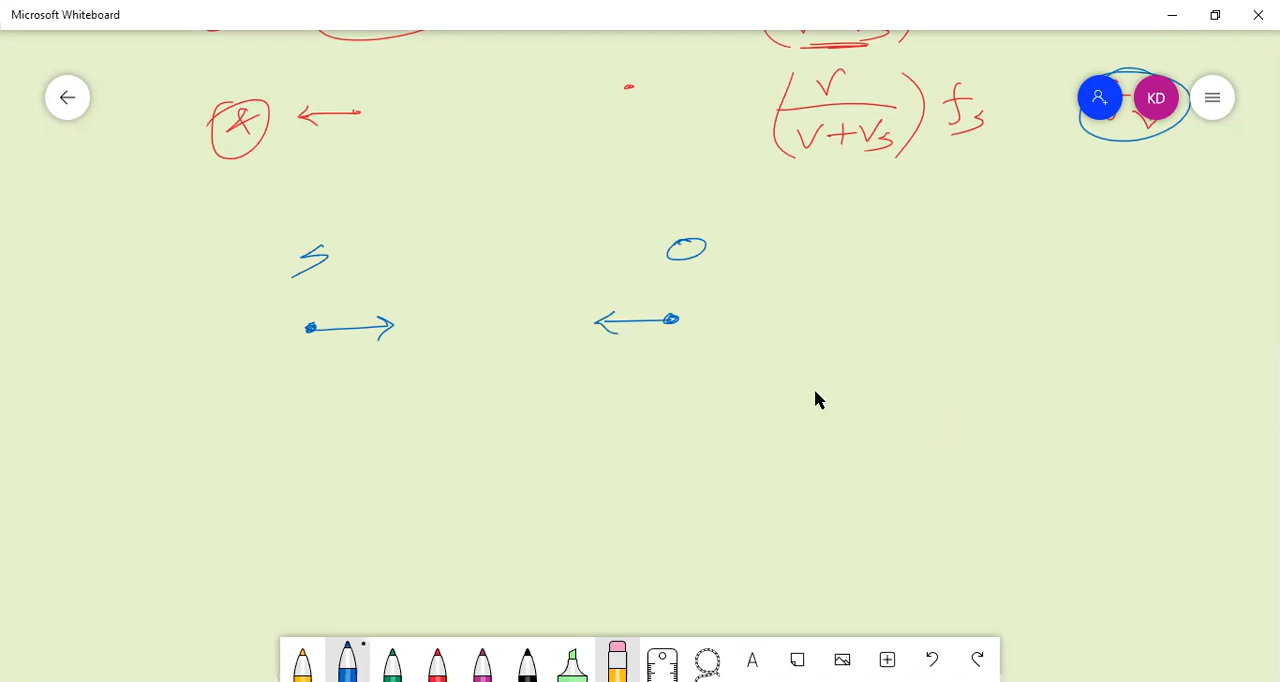 Microsoft Whiteboard
KD
(v / (v + vs)) fs
S O
A